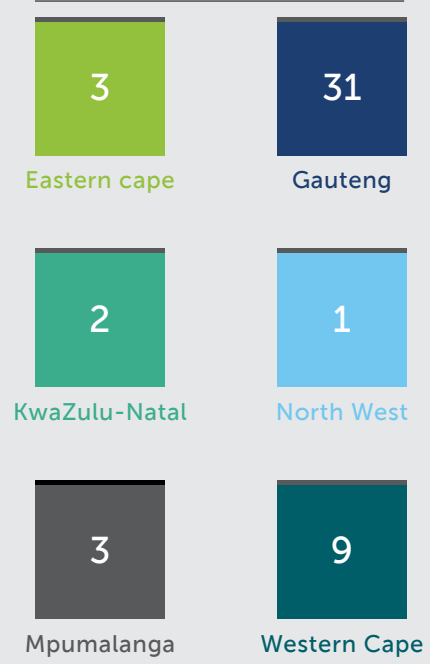 3
Eastern cape
31
Gauteng
2
KwaZulu-Natal
1
North West
3
Mpumalanga
9
Western Cape